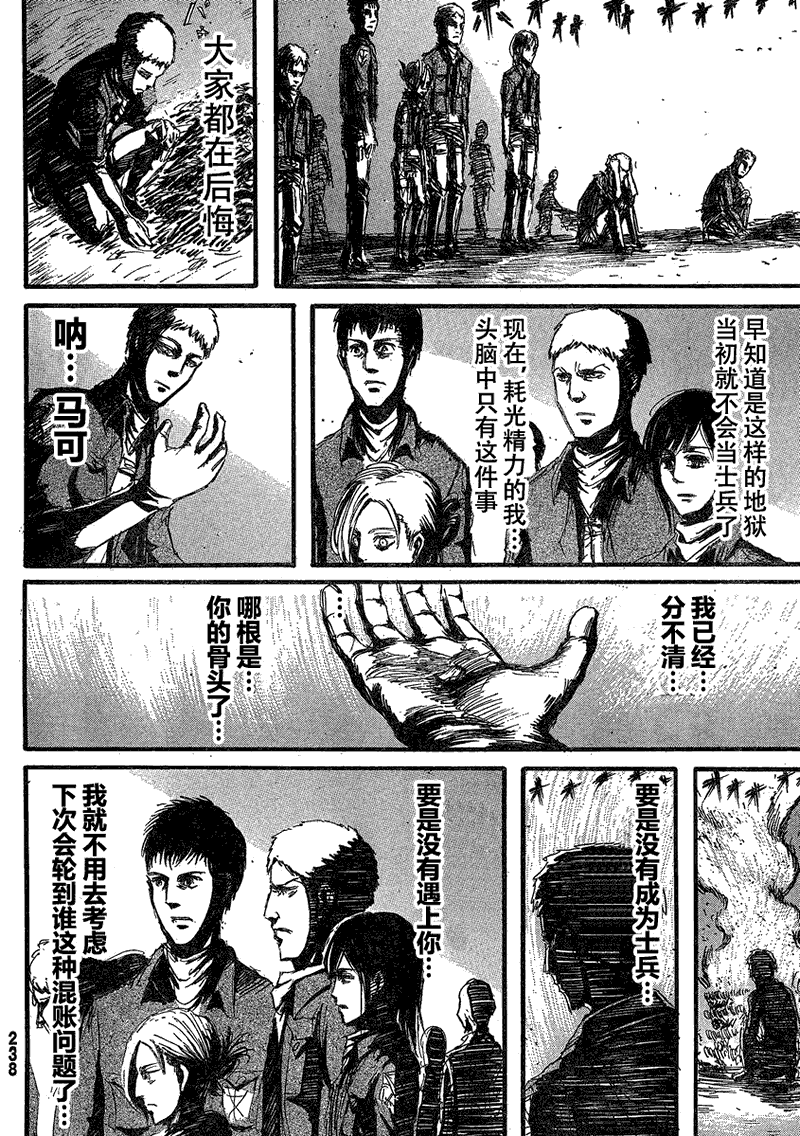 大家都在后悔
早知道是这样的地狱
当初就不会当士兵了
现在,耗光精力的我…
头脑中只有这件事
呐…
马可
我已经…
分不清…
…
哪根是…
你的骨头了…
要是没有成为士兵…
要是没有遇上你…
我就不用去考虑
下次会轮到谁这种混账问题了…
238